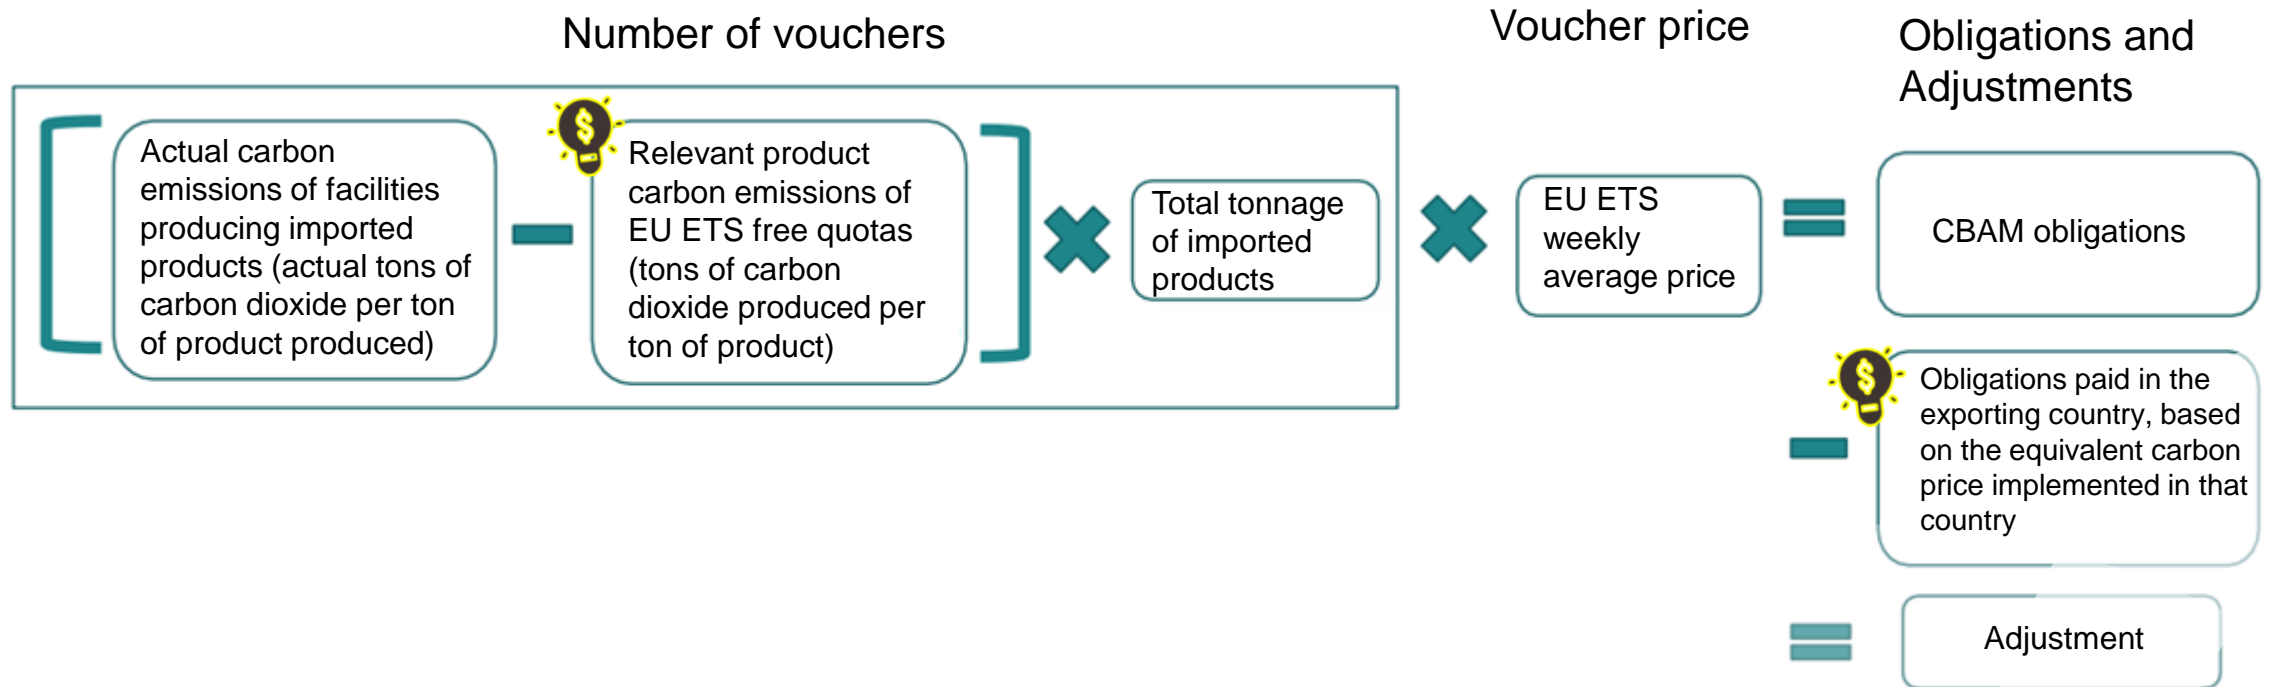 Number of vouchers
Voucher price
Obligations and
Adjustments
Actual carbon
emissions of facilities
producing imported
products (actual tons of
carbon dioxide per ton
of product produced)
$
Relevant product
carbon emissions of
EU ETS free quotas
(tons of carbon
dioxide produced per
ton of product)
Total tonnage
of imported
products
EU ETS
weekly
average price
CBAM obligations
$
Obligations paid in the
exporting country, based
on the equivalent carbon
price implemented in that
country
Adjustment